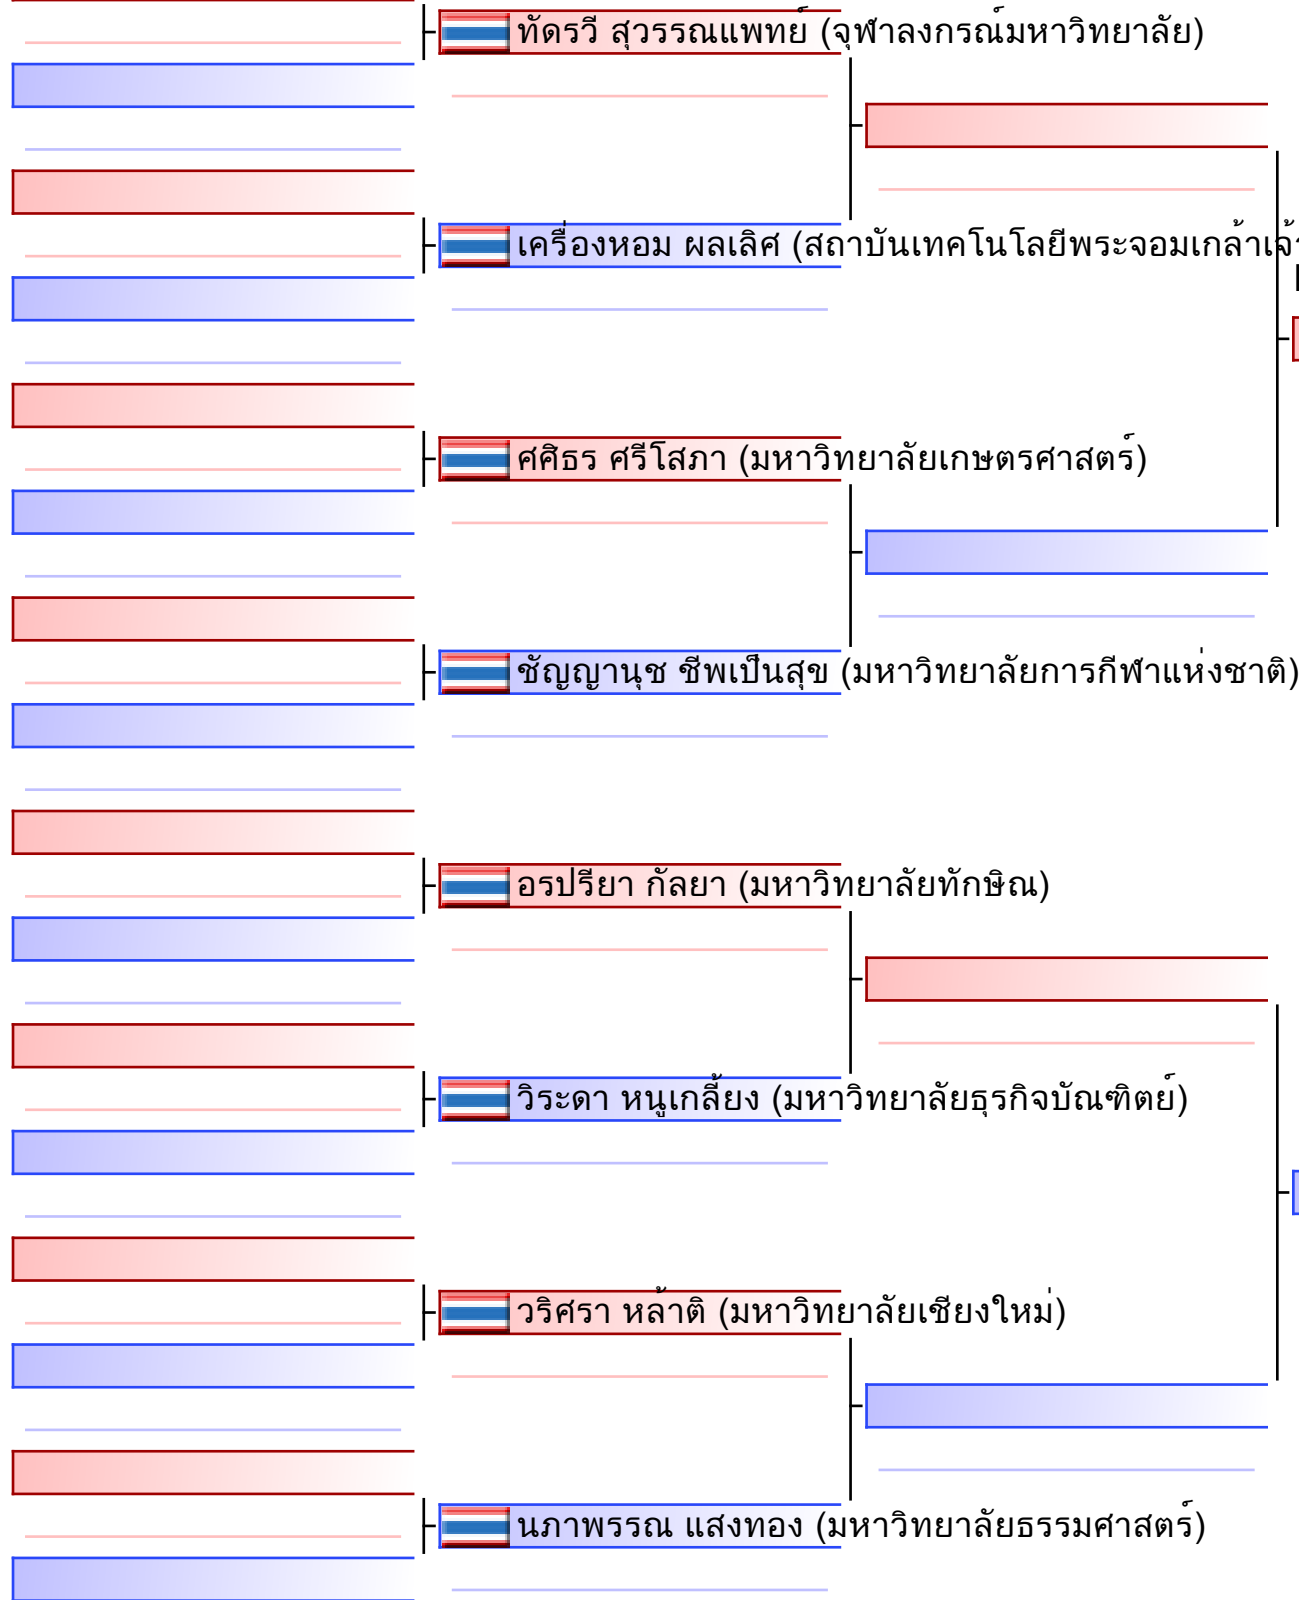 ทัดรวี สุวรรณแพทย์ (จุฬาลงกรณ์มหาวิทยาลัย)
เครื่องหอม ผลเลิศ (สถาบันเทคโนโลยีพระจอมเกล้าเจ้า
ศศิธร ศรีโสภา (มหาวิทยาลัยเกษตรศาสตร์)
ชัญญานุช ชีพเป็นสุข (มหาวิทยาลัยการกีฬาแห่งชาติ)
อรปรียา กัลยา (มหาวิทยาลัยทักษิณ)
วิระดา หนูเกลี้ยง (มหาวิทยาลัยธุรกิจบัณฑิตย์)
วริศรา หล้าติ (มหาวิทยาลัยเชียงใหม่)
นภาพรรณ แสงทอง (มหาวิทยาลัยธรรมศาสตร์)